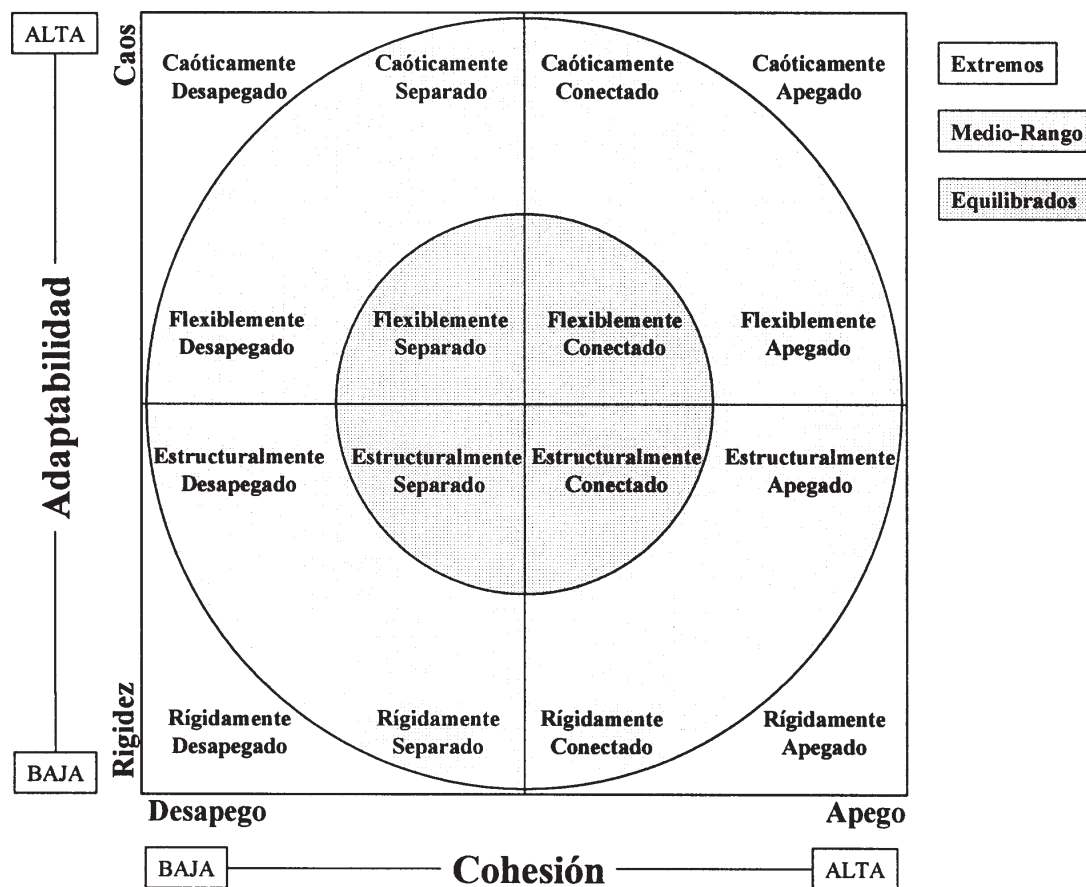 ALTA
Caos
Caóticamente
Desapegado
Caóticamente
Separado
Caóticamente
Conectado
Caóticamente
Apegado
Extremos
Medio-Rango
Equilibrados
Adaptabilidad
Flexiblemente
Desapegado
Flexiblemente
Separado
Flexiblemente
Conectado
Flexiblemente
Apegado
Estructuralmente
Desapegado
Estructuralmente
Separado
Estructuralmente
Conectado
Estructuralmente
Apegado
Rígidamente
Desapegado
Rígidamente
Separado
Rígidamente
Conectado
Rígidamente
Apegado
Rigidez
BAJA
Desapego
Apego
BAJA
Cohesión
ALTA